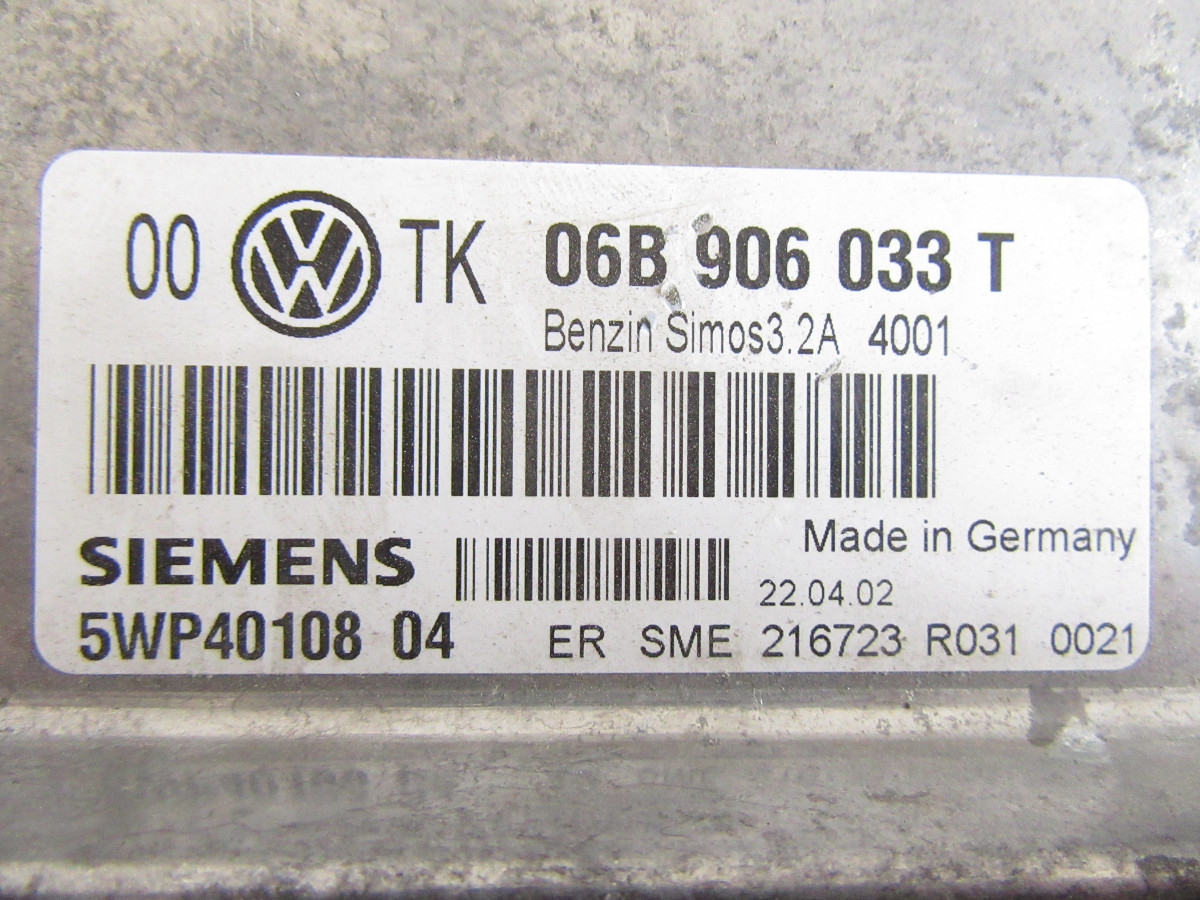 00 VW TK 06B 906 033 T
Benzin Simos3.2A 4001
Made in Germany
SIEMENS
22.04.02
5WP40108 04 ER SME 216723 R031 0021